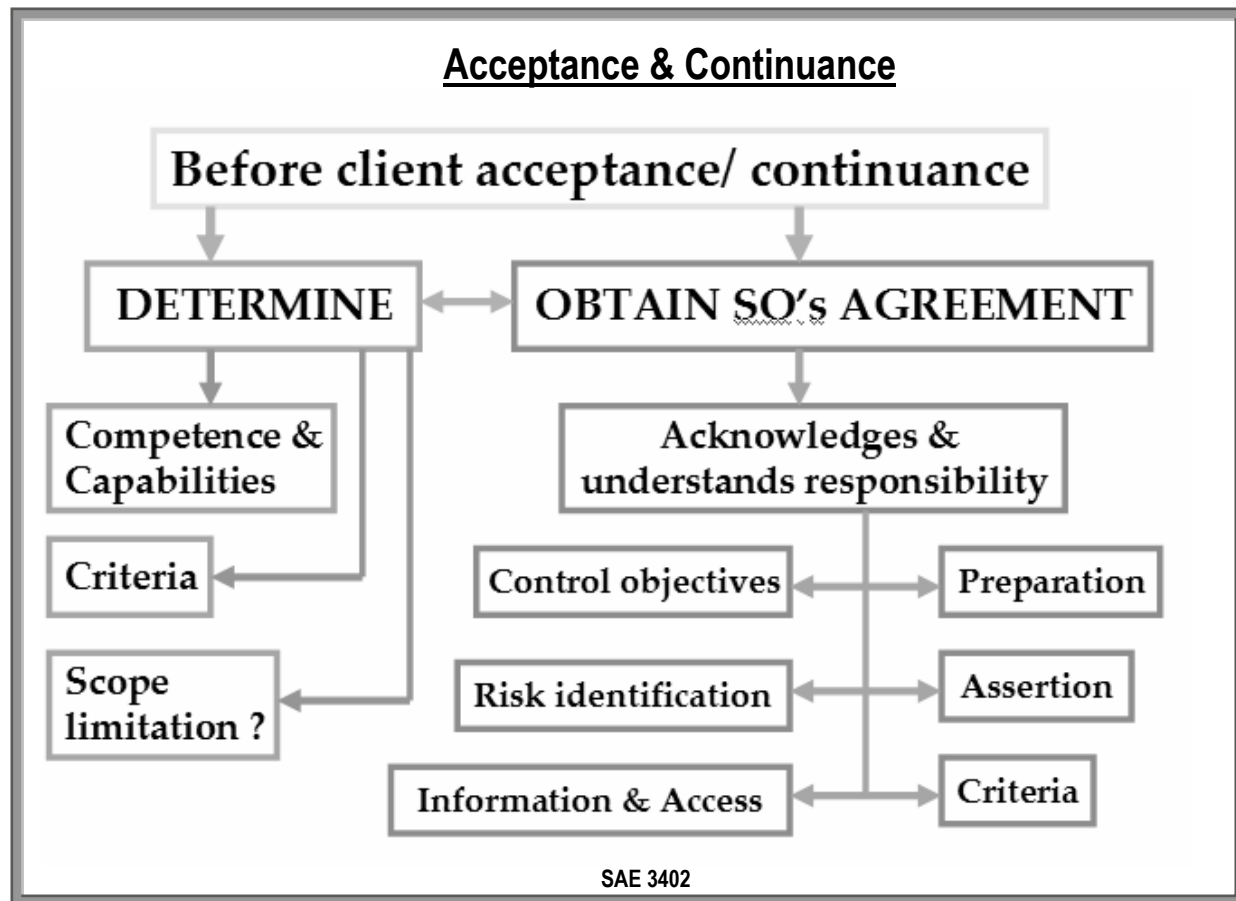 Acceptance & Continuance
Before client acceptance/ continuance
DETERMINE
OBTAIN SO's AGREEMENT
Competence &
Capabilities
Criteria
Scope
limitation ?
Acknowledges &
understands responsibility
Control objectives
Preparation
Risk identification
Assertion
Information & Access
Criteria
SAE 3402